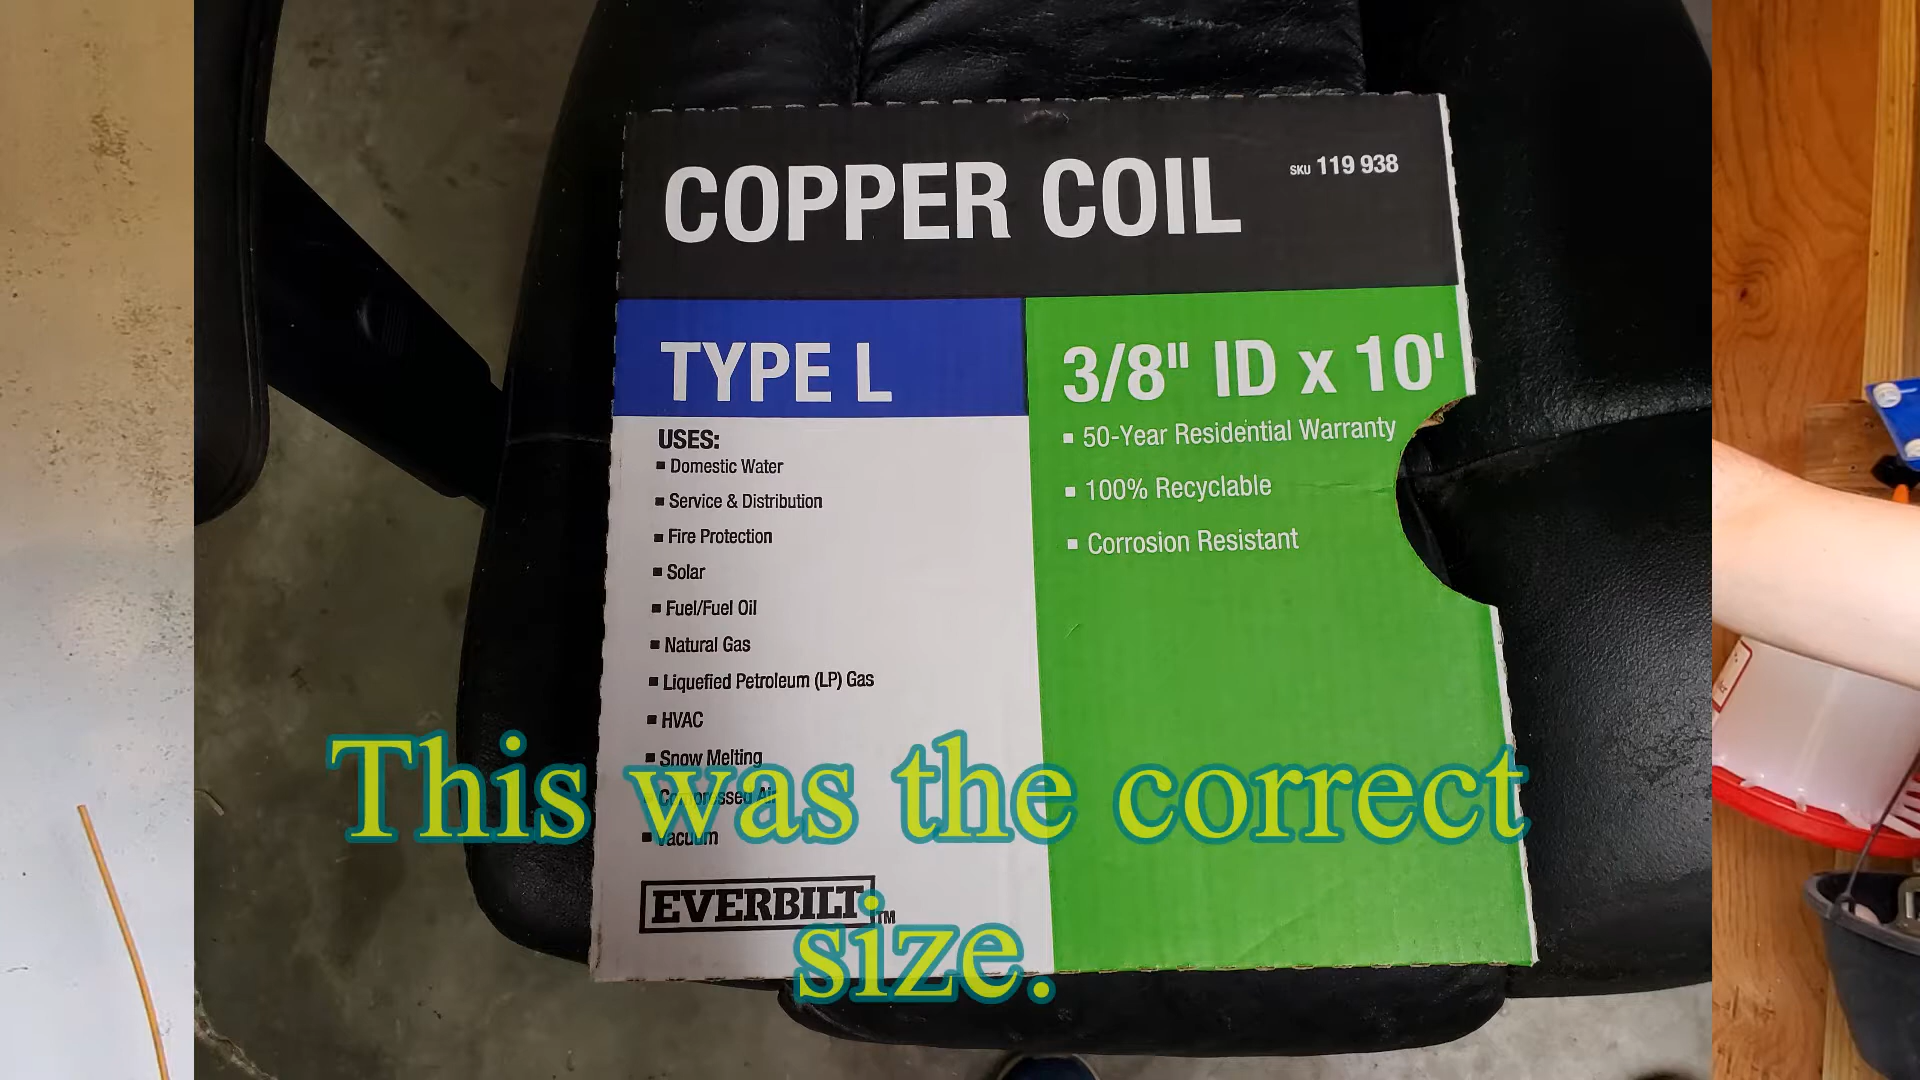 COPPER COIL
SKU 119 938
TYPE L
3/8" ID x 10'
USES:
▪ Domestic Water
▪ Service & Distribution
▪ Fire Protection
▪ Solar
▪ Fuel/Fuel Oil
▪ Natural Gas
▪ Liquefied Petroleum (LP) Gas
▪ HVAC
▪ Snow Melting
▪ Compressed Air
▪ Vacuum
▪ 50-Year Residential Warranty
▪ 100% Recyclable
▪ Corrosion Resistant
EVERBILT TM
This was the correct
size.